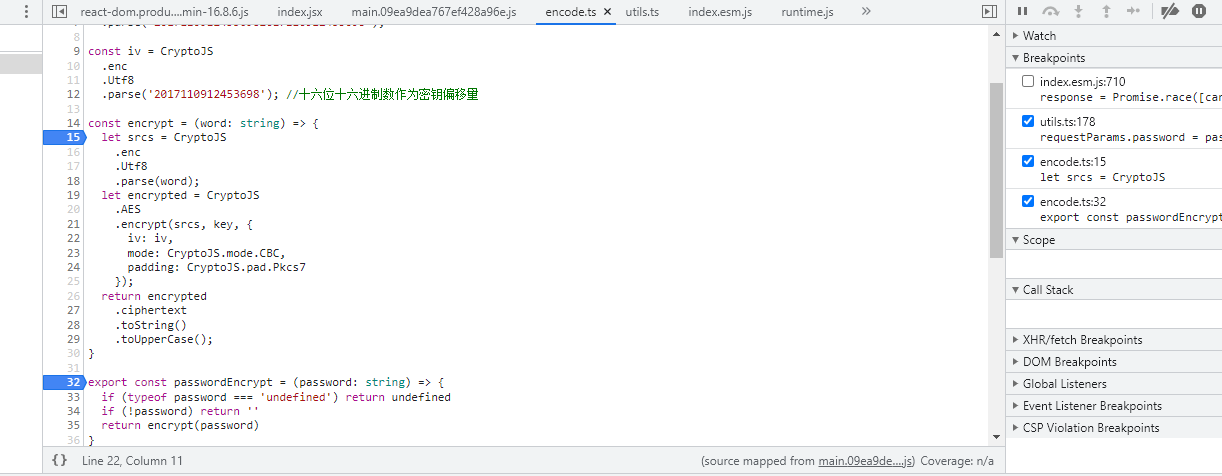 react-dom.produ....min-16.8.6.js index.jsx main.09ea9dea767ef428a96e.js encode.ts × utils.ts index.esm.js runtime.js »
8
9 const iv = CryptoJS
10 .enc
11 .Utf8
12 .parse('2017110912453698'); //十六位十六进制数作为密钥偏移量
13
14 const encrypt = (word: string) => {
15 let srcs = CryptoJS
16 .enc
17 .Utf8
18 .parse(word);
19 let encrypted = CryptoJS
20 .AES
21 .encrypt(srcs, key, {
22 iv: iv,
23 mode: CryptoJS.mode.CBC,
24 padding: CryptoJS.pad.Pkcs7
25 });
26 return encrypted
27 .ciphertext
28 .toString()
29 .toUpperCase();
30 }
31
32 export const passwordEncrypt = (password: string) => {
33 if (typeof password === 'undefined') return undefined
34 if (!password) return ''
35 return encrypt(password)
36 }
{} Line 22, Column 11 (source mapped from main.09ea9de....js) Coverage: n/a
Watch
Breakpoints
index.esm.js:710
response = Promise.race([car
utils.ts:178
requestParams.password = pas
encode.ts:15
let srcs = CryptoJS
encode.ts:32
export const passwordEncrypt
Scope
Call Stack
XHR/fetch Breakpoints
DOM Breakpoints
Global Listeners
Event Listener Breakpoints
CSP Violation Breakpoints